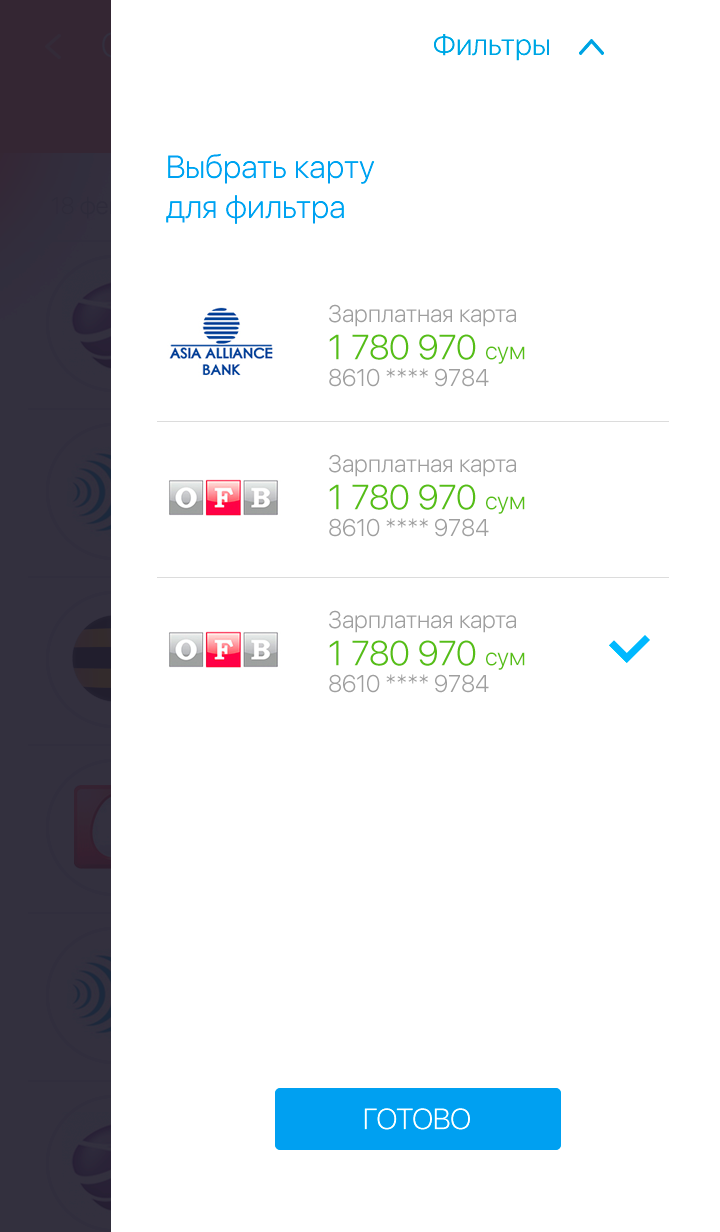 Фильтры
Выбрать карту
для фильтра
ASIA ALLIANCE
BANK
Зарплатная карта
1 780 970 сум
8610 **** 9784
OFB
Зарплатная карта
1 780 970 сум
8610 **** 9784
OFB
Зарплатная карта
1 780 970 сум
8610 **** 9784
ГОТОВО